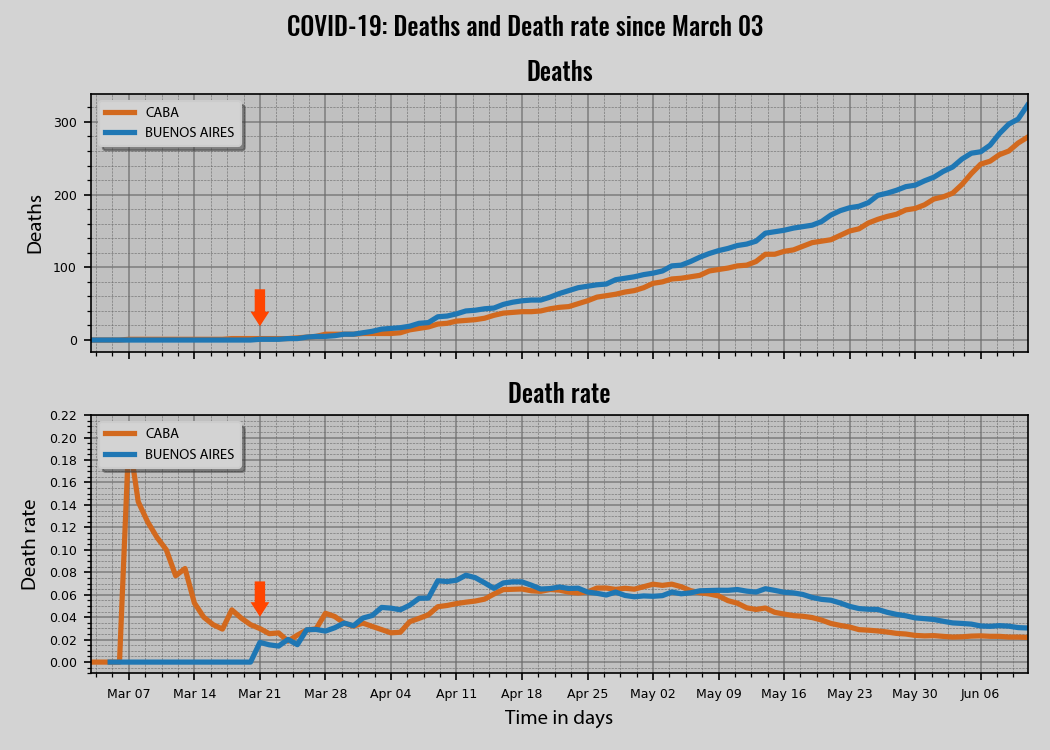 COVID-19: Deaths and Death rate since March 03
Deaths
CABA
BUENOS AIRES
300
200
100
0
Deaths
Death rate
CABA
BUENOS AIRES
0.22
0.20
0.18
0.16
0.14
0.12
0.10
0.08
0.06
0.04
0.02
0.00
Death rate
Mar 07 Mar 14 Mar 21 Mar 28 Apr 04 Apr 11 Apr 18 Apr 25 May 02 May 09 May 16 May 23 May 30 Jun 06
Time in days